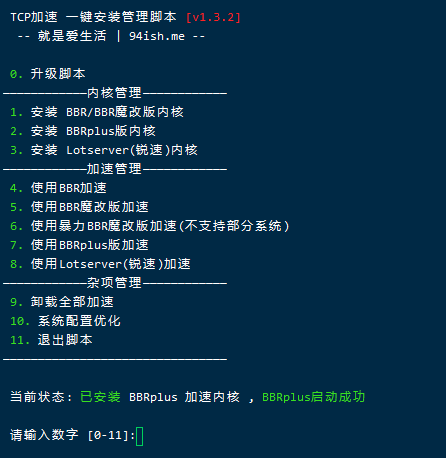 TCP加速 一键安装管理脚本 [v1.3.2]
-- 就是爱生活 | 94ish.me --
0. 升级脚本
————————————内核管理————————————
1. 安装 BBR/BBR魔改版内核
2. 安装 BBRplus版内核
3. 安装 Lotserver(锐速)内核
————————————加速管理————————————
4. 使用BBR加速
5. 使用BBR魔改版加速
6. 使用暴力BBR魔改版加速(不支持部分系统)
7. 使用BBRplus版加速
8. 使用Lotserver(锐速)加速
————————————杂项管理————————————
9. 卸载全部加速
10. 系统配置优化
11. 退出脚本
————————————————————————————————
当前状态: 已安装 BBRplus 加速内核 , BBRplus启动成功
请输入数字 [0-11]: